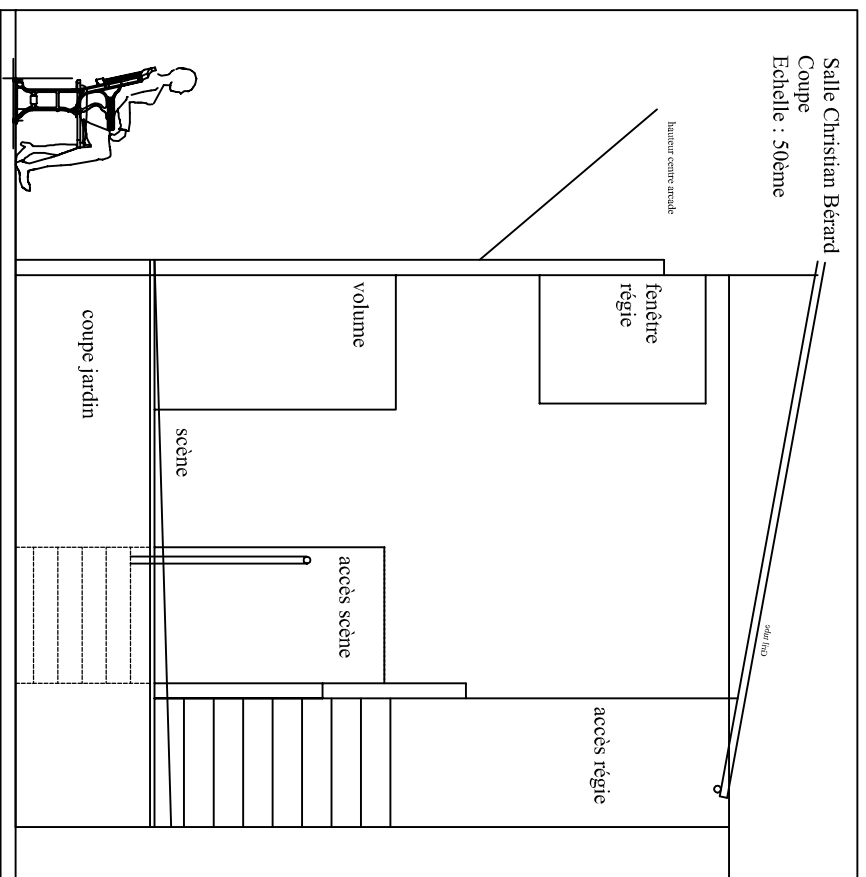 Salle Christian Bérard
Coupe
Echelle : 50ème
hauteur centre arcade
fenêtre
régie
volume
scène
coupe jardin
accès scène
accès régie